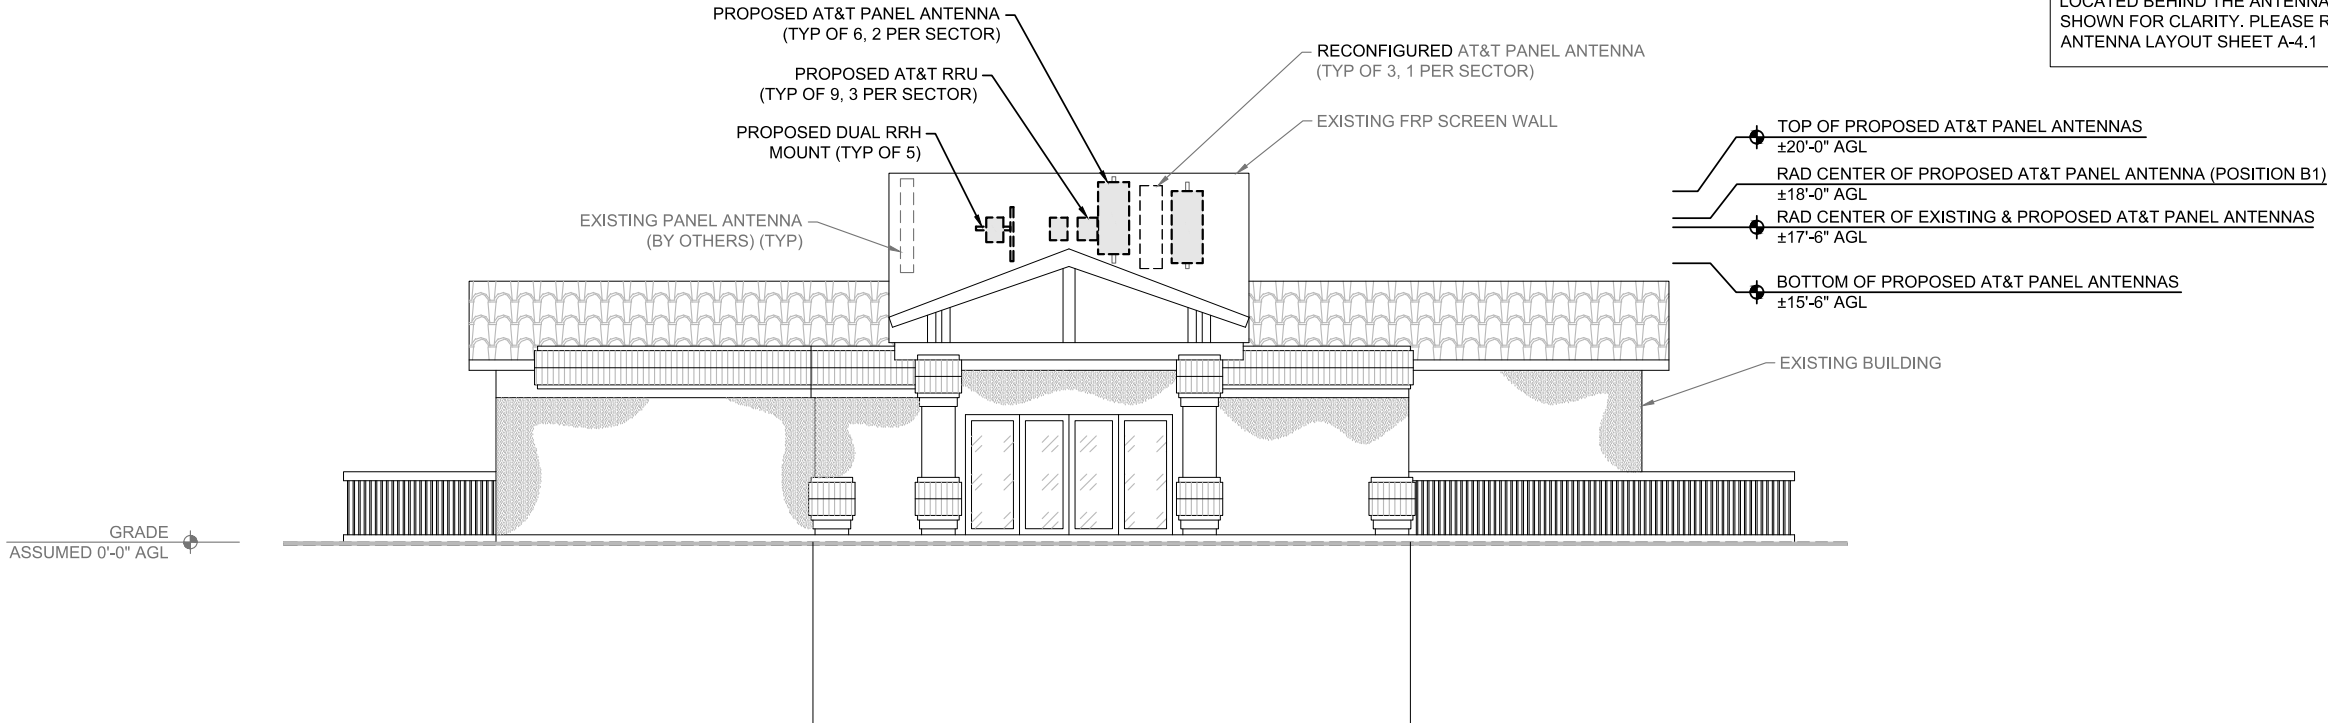 PROPOSED AT&T PANEL ANTENNA
(TYP OF 6, 2 PER SECTOR)
PROPOSED AT&T RRU
(TYP OF 9, 3 PER SECTOR)
PROPOSED DUAL RRH
MOUNT (TYP OF 5)
EXISTING PANEL ANTENNA
(BY OTHERS) (TYP)
RECONFIGURED AT&T PANEL ANTENNA
(TYP OF 3, 1 PER SECTOR)
EXISTING FRP SCREEN WALL
LOCATED BEHIND THE ANTENNA
SHOWN FOR CLARITY. PLEASE R
ANTENNA LAYOUT SHEET A-4.1
TOP OF PROPOSED AT&T PANEL ANTENNAS
±20'-0" AGL
RAD CENTER OF PROPOSED AT&T PANEL ANTENNA (POSITION B1)
±18'-0" AGL
RAD CENTER OF EXISTING & PROPOSED AT&T PANEL ANTENNAS
±17'-6" AGL
BOTTOM OF PROPOSED AT&T PANEL ANTENNAS
±15'-6" AGL
EXISTING BUILDING
GRADE
ASSUMED 0'-0" AGL